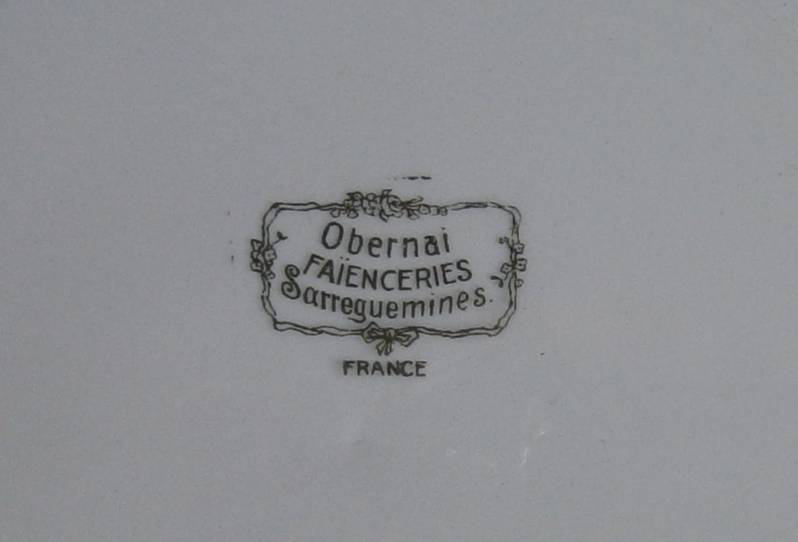 Obernai
FAÏENCERIES
Sarreguemines.
FRANCE